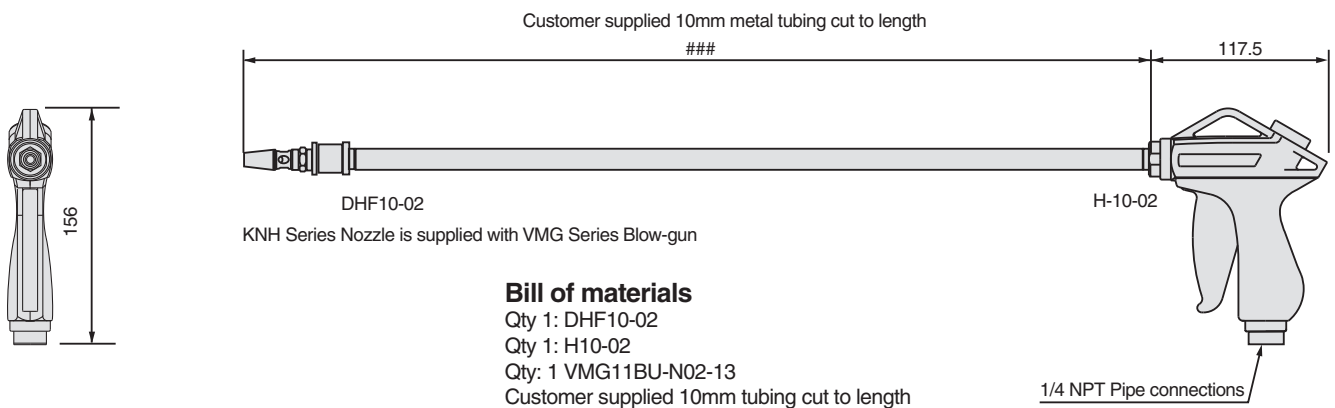 Customer supplied 10mm metal tubing cut to length
###
117.5
156
DHF10-02
H-10-02
KNH Series Nozzle is supplied with VMG Series Blow-gun
Bill of materials
Qty 1: DHF10-02
Qty 1: H10-02
Qty: 1 VMG11BU-N02-13
Customer supplied 10mm tubing cut to length
1/4 NPT Pipe connections